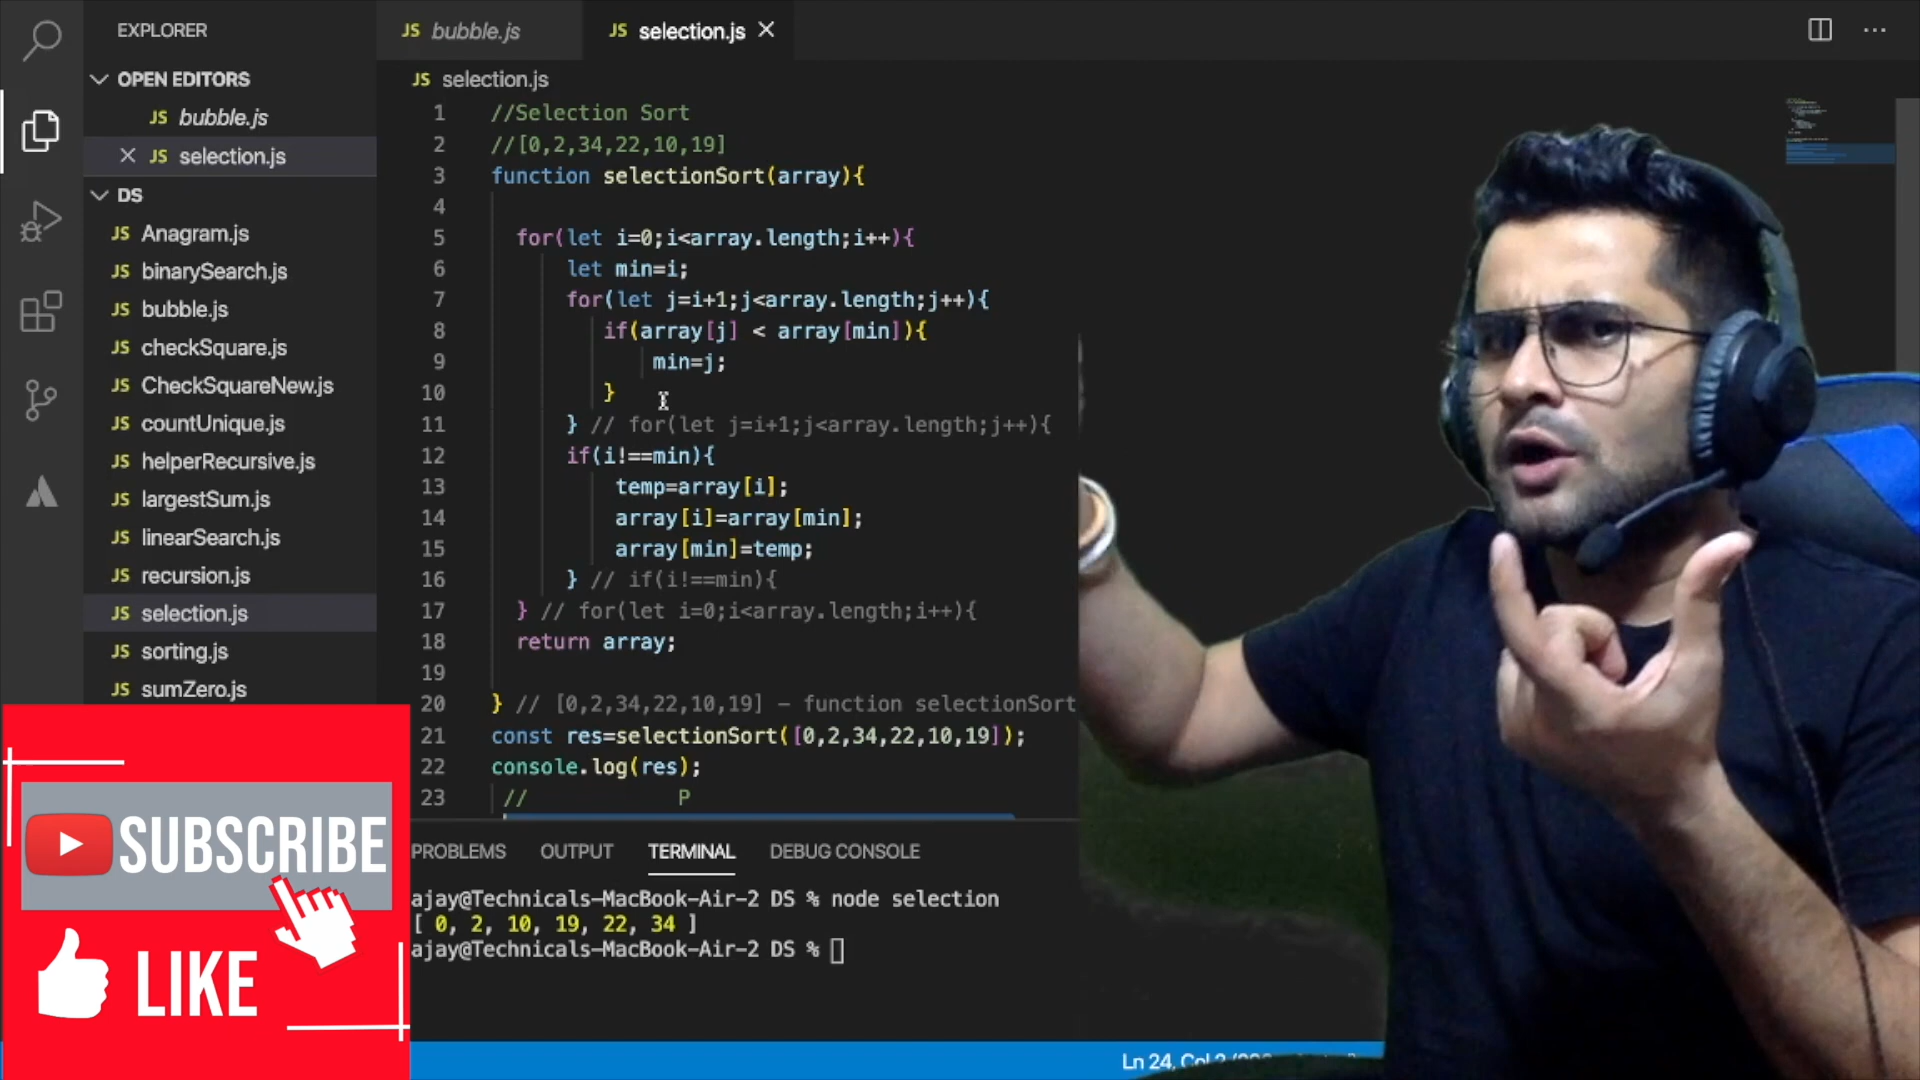 EXPLORER
OPEN EDITORS
JS bubble.js
JS selection.js
DS
JS Anagram.js
JS binarySearch.js
JS bubble.js
JS checkSquare.js
JS CheckSquareNew.js
JS countUnique.js
JS helperRecursive.js
JS largestSum.js
JS linearSearch.js
JS recursion.js
JS selection.js
JS sorting.js
JS sumZero.js
JS bubble.js
JS selection.js
JS selection.js
1 //Selection Sort
2 //[0,2,34,22,10,19]
3 function selectionSort(array){
4
5 for(let i=0;i<array.length;i++){
6 let min=i;
7 for(let j=i+1;j<array.length;j++){
8 if(array[j] < array[min]){
9 min=j;
10 }
11 } // for(let j=i+1;j<array.length;j++){
12 if(i!==min){
13 temp=array[i];
14 array[i]=array[min];
15 array[min]=temp;
16 } // if(i!==min){
17 } // for(let i=0;i<array.length;i++){
18 return array;
19
20 } // [0,2,34,22,10,19] – function selectionSort
21 const res=selectionSort([0,2,34,22,10,19]);
22 console.log(res);
23 // P
PROBLEMS OUTPUT TERMINAL DEBUG CONSOLE
ajay@Technicals-MacBook-Air-2 DS % node selection
[ 0, 2, 10, 19, 22, 34 ]
ajay@Technicals-MacBook-Air-2 DS %
Ln 24, Col
SUBSCRIBE
LIKE